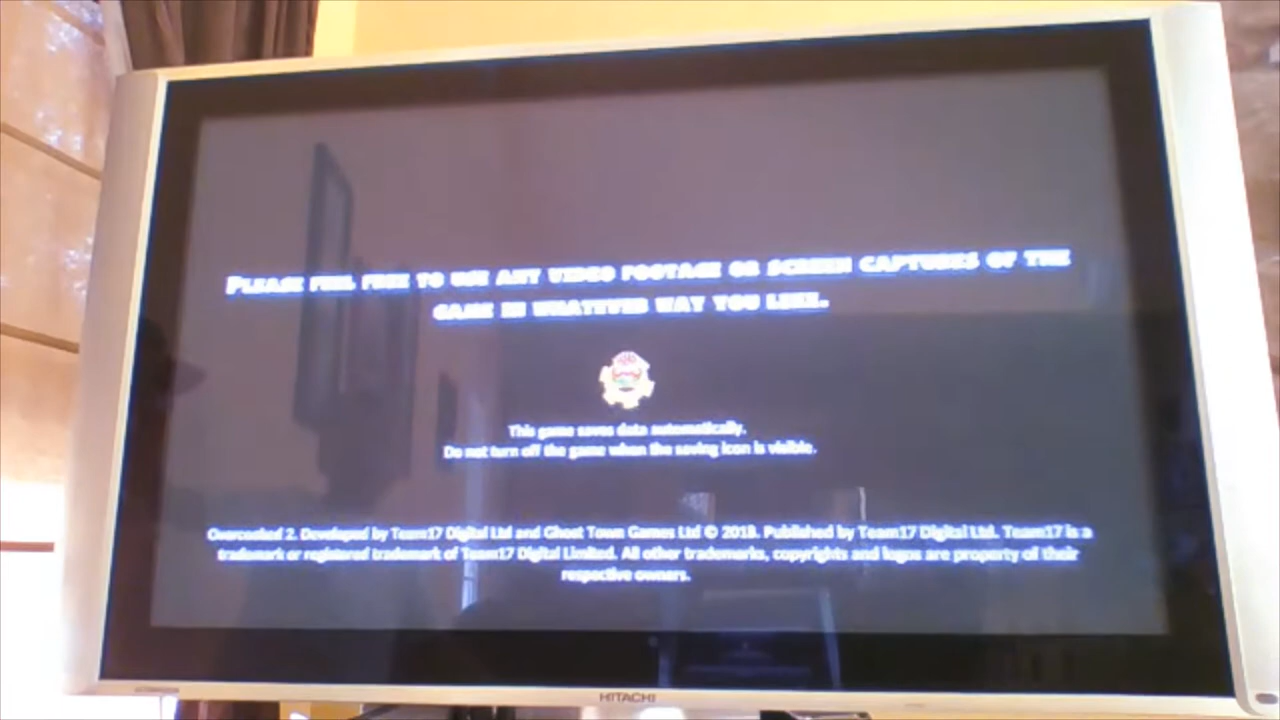 PLEASE FEEL FREE TO USE ANY VIDEO FOOTAGE OR SCREEN CAPTURES OF THE
GAME IN WHATEVER WAY YOU LIKE.
This game saves data automatically.
Do not turn off the game when the saving icon is visible.
Overcooked 2. Developed by Team17 Digital Ltd and Ghost Town Games Ltd © 2018. Published by Team17 Digital Ltd. Team17 is a
trademark or registered trademark of Team17 Digital Limited. All other trademarks, copyrights and logos are property of their
respective owners.
HITACHI